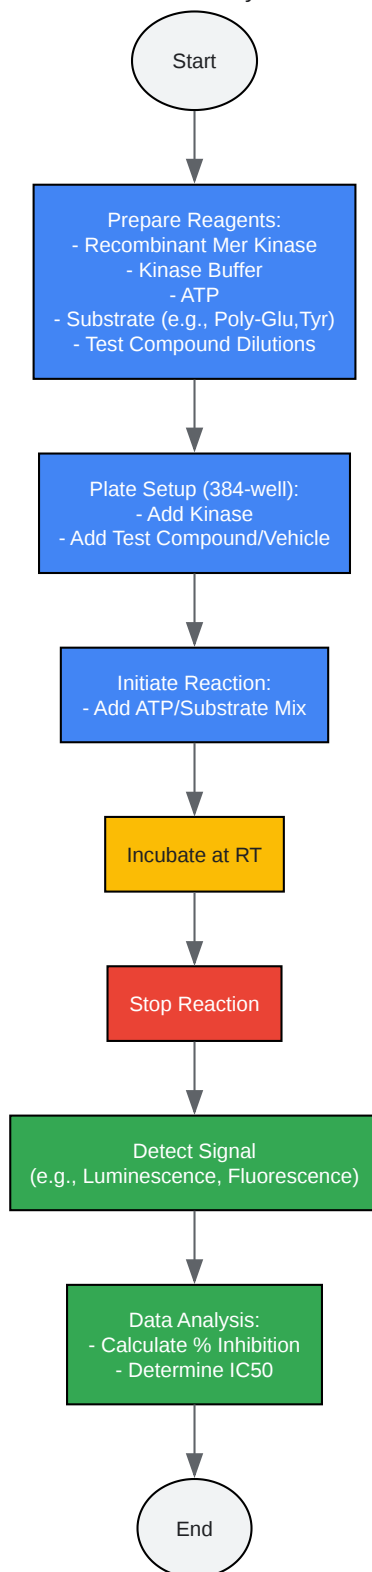 Start
Prepare Reagents:
- Recombinant Mer Kinase
- Kinase Buffer
- ATP
- Substrate (e.g., Poly-Glu,Tyr)
- Test Compound Dilutions
Plate Setup (384-well):
- Add Kinase
- Add Test Compound/Vehicle
Initiate Reaction:
- Add ATP/Substrate Mix
Incubate at RT
Stop Reaction
Detect Signal
(e.g., Luminescence, Fluorescence)
Data Analysis:
- Calculate % Inhibition
- Determine IC50
End